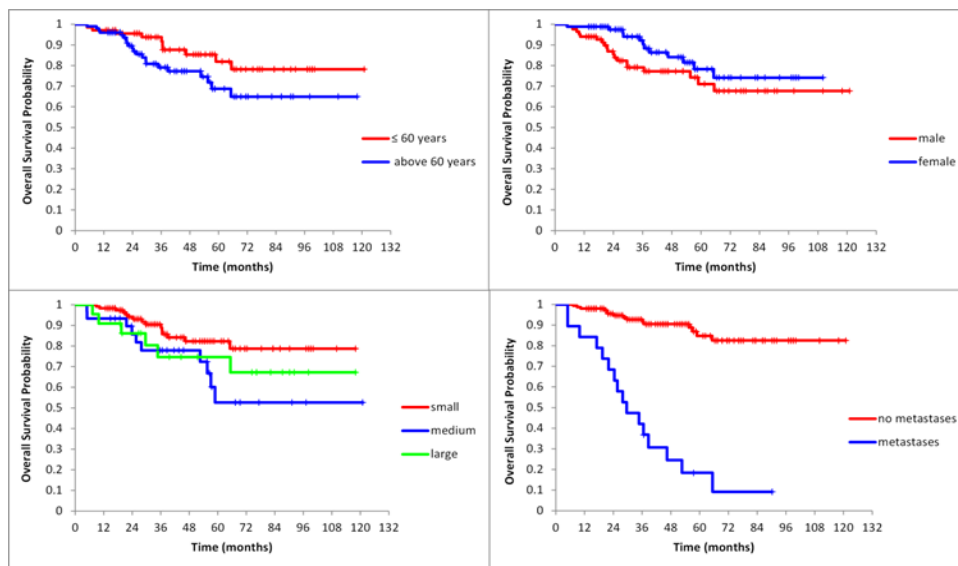 Overall Survival Probability
1
0.9
0.8
0.7
0.6
0.5
0.4
0.3
0.2
0.1
≤ 60 years
above 60 years
0 12 24 36 48 60 72 84 96 108 120 132
Time (months)
Overall Survival Probability
1
0.9
0.8
0.7
0.6
0.5
0.4
0.3
0.2
0.1
male
female
0 12 24 36 48 60 72 84 96 108 120 132
Time (months)
Overall Survival Probability
1
0.9
0.8
0.7
0.6
0.5
0.4
0.3
0.2
0.1
small
medium
large
0 12 24 36 48 60 72 84 96 108 120 132
Time (months)
Overall Survival Probability
1
0.9
0.8
0.7
0.6
0.5
0.4
0.3
0.2
0.1
no metastases
metastases
0 12 24 36 48 60 72 84 96 108 120 132
Time (months)